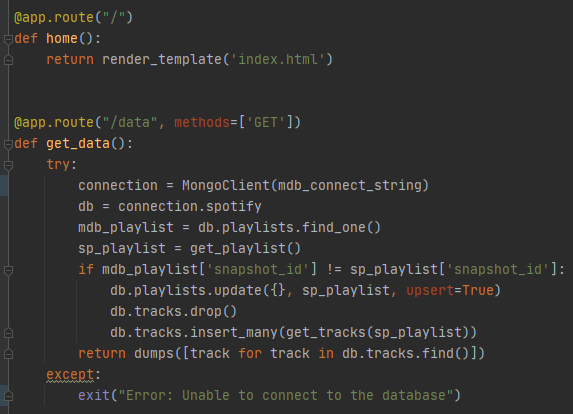 @app.route("/")
def home():
    return render_template('index.html')
@app.route("/data", methods=['GET'])
def get_data():
    try:
        connection = MongoClient(mdb_connect_string)
        db = connection.spotify
        mdb_playlist = db.playlists.find_one()
        sp_playlist = get_playlist()
        if mdb_playlist['snapshot_id'] != sp_playlist['snapshot_id']:
            db.playlists.update({}, sp_playlist, upsert=True)
            db.tracks.drop()
            db.tracks.insert_many(get_tracks(sp_playlist))
        return dumps([track for track in db.tracks.find()])
    except:
        exit("Error: Unable to connect to the database")